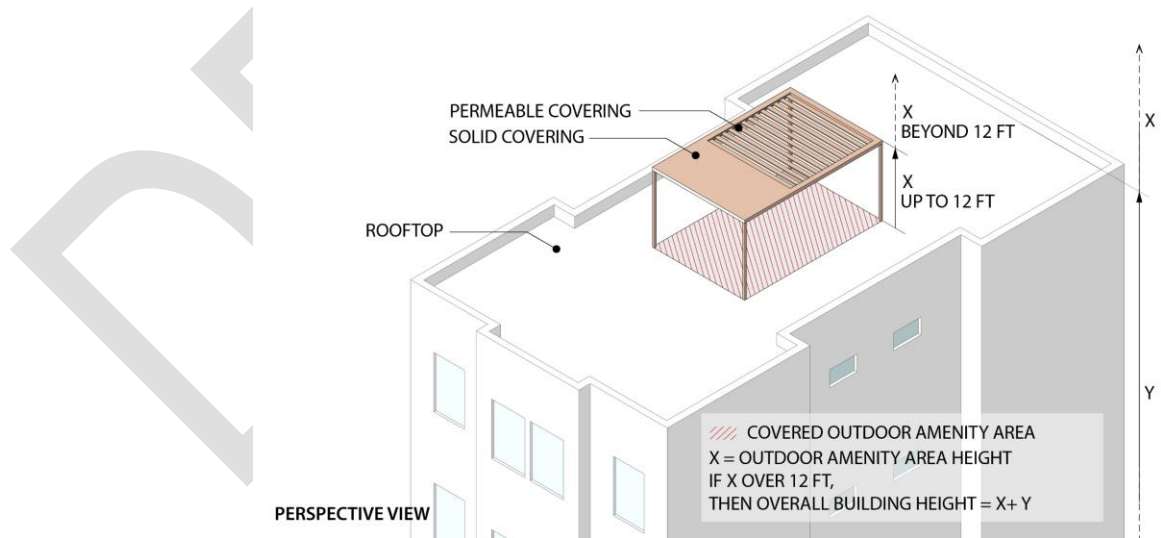 PERMEABLE COVERING
SOLID COVERING
ROOFTOP
X
BEYOND 12 FT
X
UP TO 12 FT
X
Y
COVERED OUTDOOR AMENITY AREA
X = OUTDOOR AMENITY AREA HEIGHT
IF X OVER 12 FT,
THEN OVERALL BUILDING HEIGHT = X+ Y
PERSPECTIVE VIEW